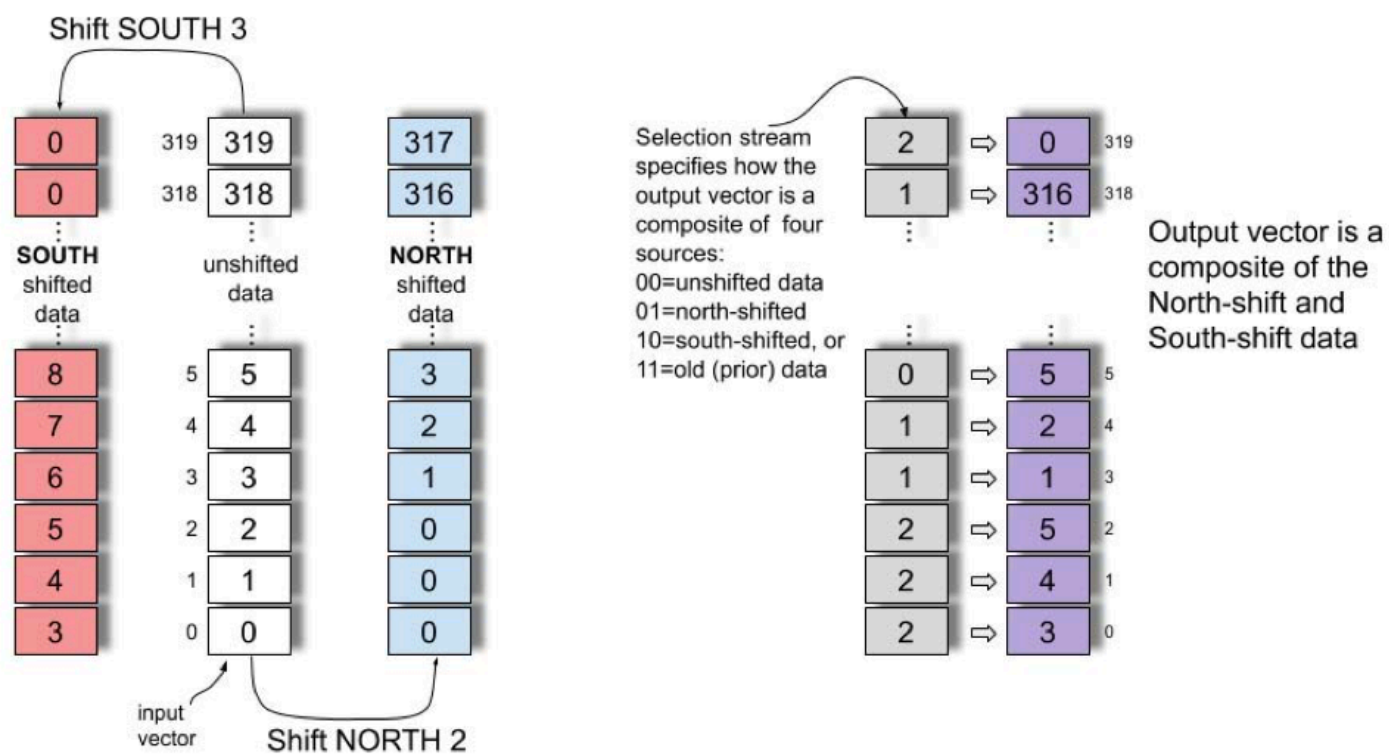 Shift SOUTH 3
0
0
SOUTH
shifted
data
8
7
6
5
4
3
319 319
318 318
unshifted
data
5 5
4 4
3 3
2 2
1 1
0 0
input
vector
317
316
NORTH
shifted
data
3
2
1
0
0
0
Shift NORTH 2
Selection stream
specifies how the
output vector is a
composite of four
sources:
00=unshifted data
01=north-shifted
10=south-shifted, or
11=old (prior) data
2 ⇨ 0 319
1 ⇨ 316 318
0 ⇨ 5 5
1 ⇨ 2 4
1 ⇨ 1 3
2 ⇨ 5 2
2 ⇨ 4 1
2 ⇨ 3 0
Output vector is a
composite of the
North-shift and
South-shift data